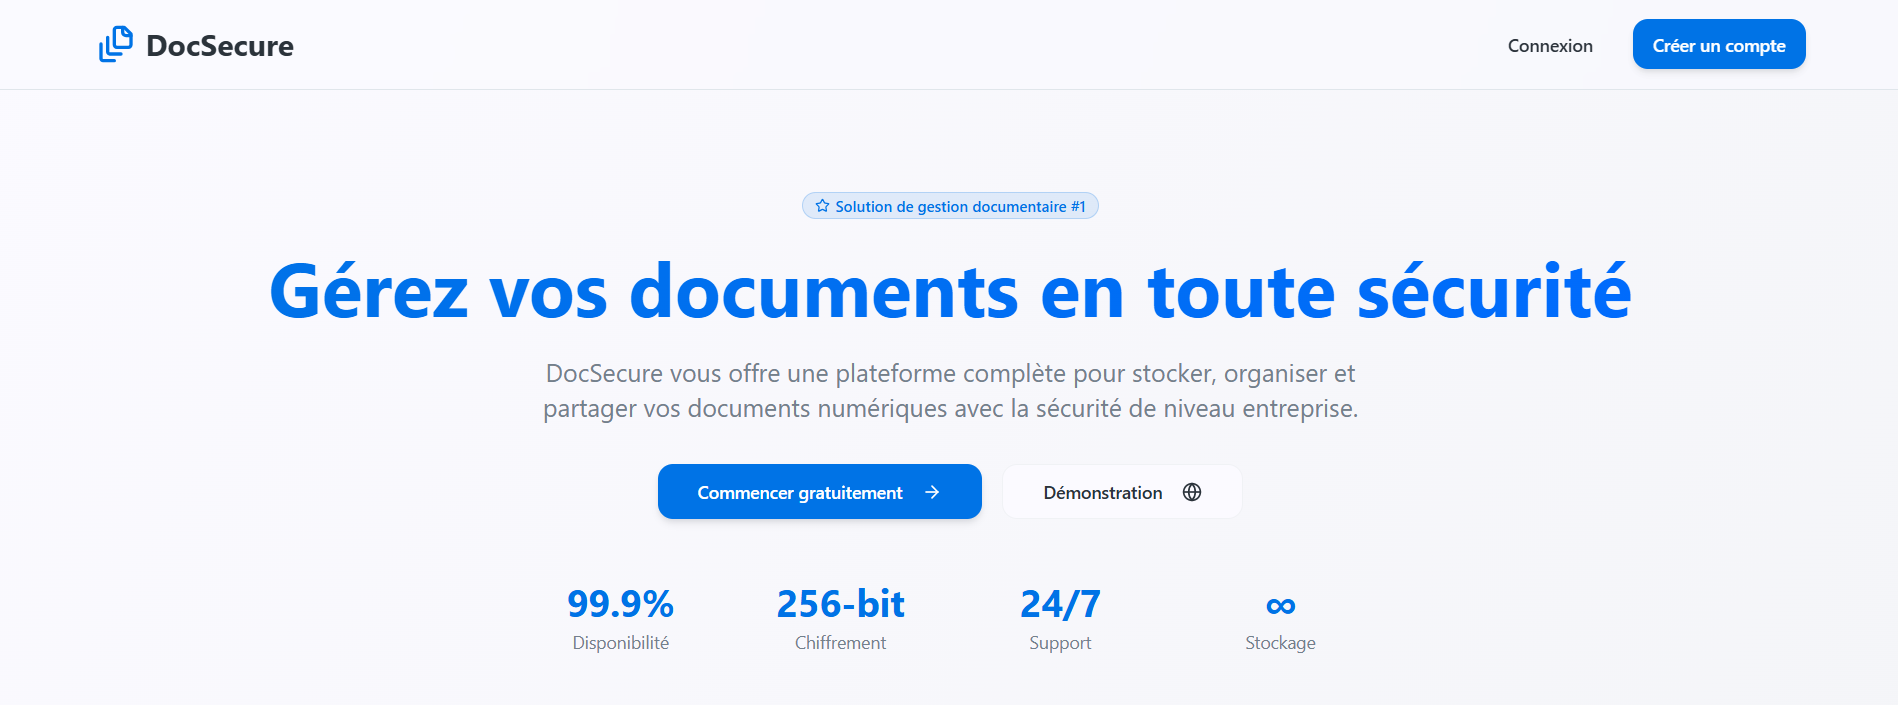 DocSecure
Connexion
Créer un compte
Solution de gestion documentaire #1
Gérez vos documents en toute sécurité
DocSecure vous offre une plateforme complète pour stocker, organiser et
partager vos documents numériques avec la sécurité de niveau entreprise.
Commencer gratuitement
Démonstration
99.9%
Disponibilité
256-bit
Chiffrement
24/7
Support
∞
Stockage